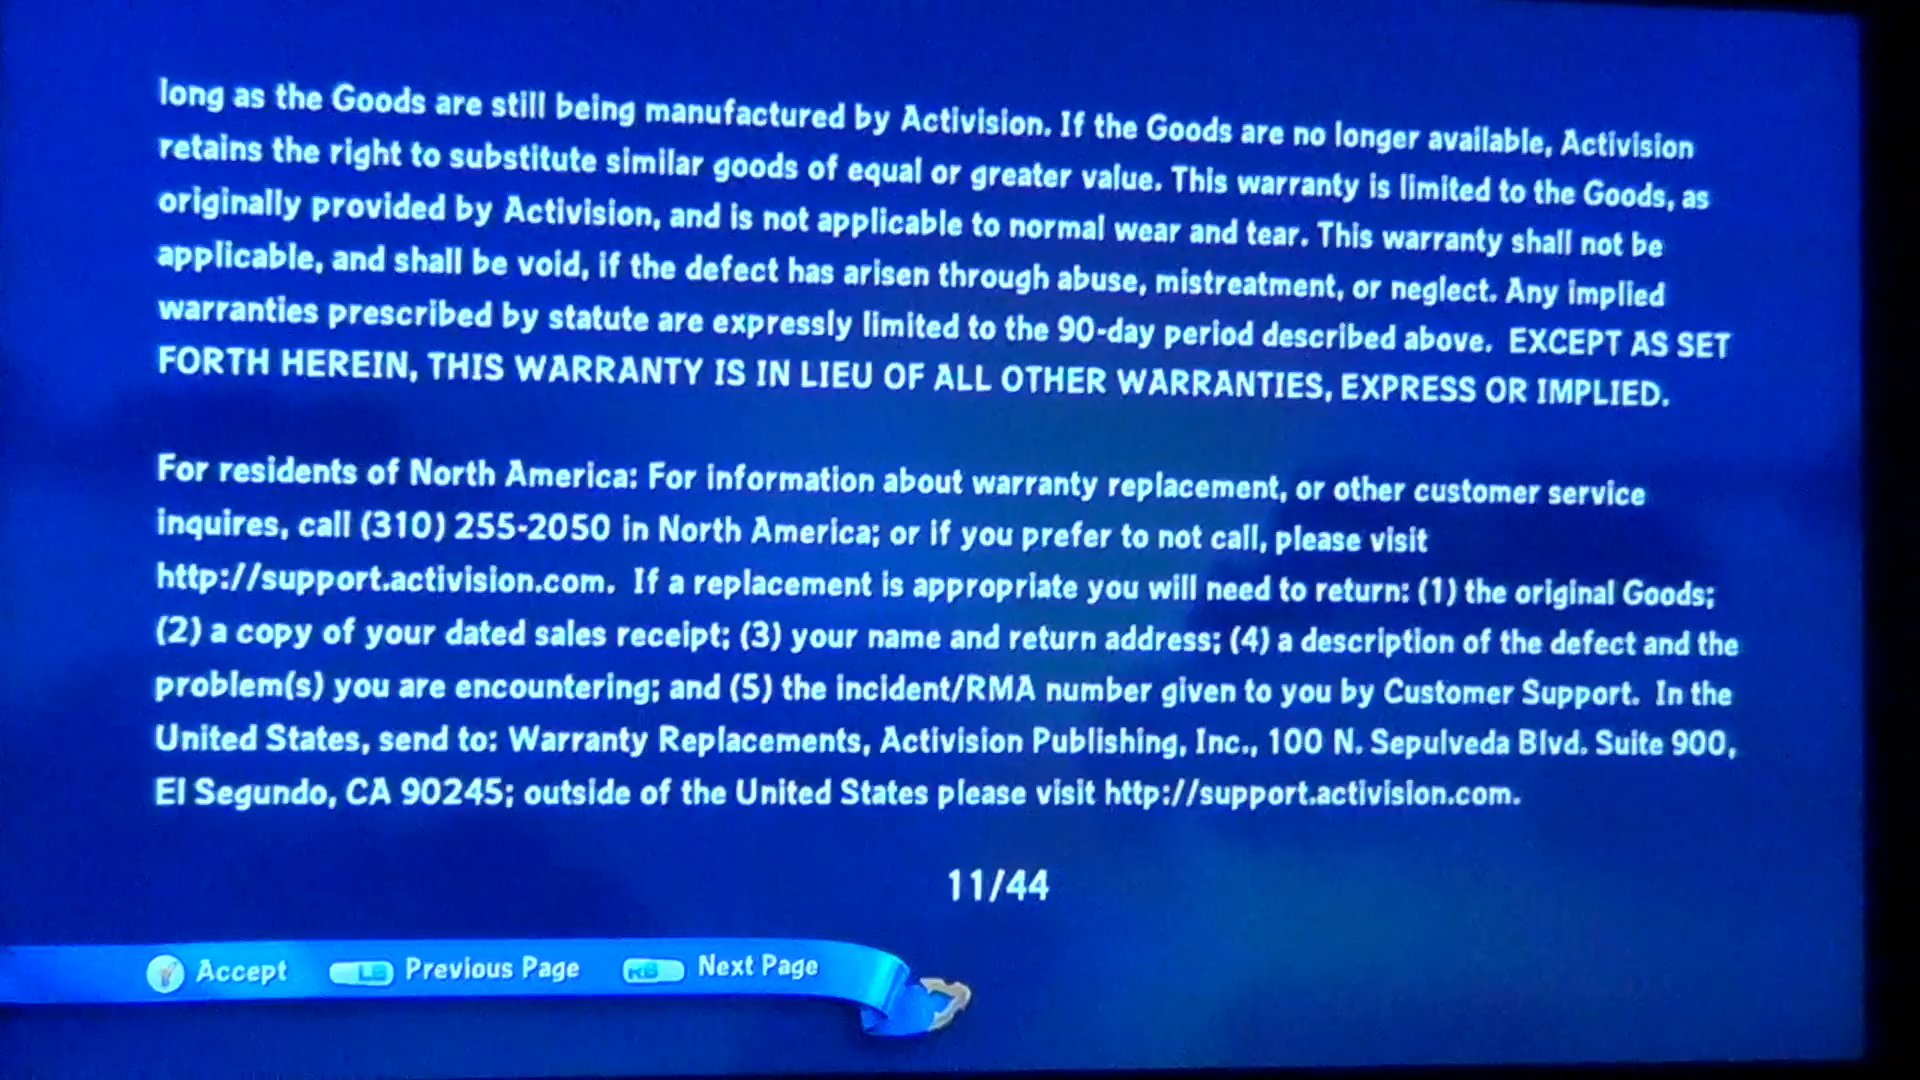 long as the Goods are still being manufactured by Activision. If the Goods are no longer available, Activision
retains the right to substitute similar goods of equal or greater value. This warranty is limited to the Goods, as
originally provided by Activision, and is not applicable to normal wear and tear. This warranty shall not be
applicable, and shall be void, if the defect has arisen through abuse, mistreatment, or neglect. Any implied
warranties prescribed by statute are expressly limited to the 90-day period described above.  EXCEPT AS SET
FORTH HEREIN, THIS WARRANTY IS IN LIEU OF ALL OTHER WARRANTIES, EXPRESS OR IMPLIED.
For residents of North America: For information about warranty replacement, or other customer service
inquires, call (310) 255-2050 in North America; or if you prefer to not call, please visit
http://support.activision.com.  If a replacement is appropriate you will need to return: (1) the original Goods;
(2) a copy of your dated sales receipt; (3) your name and return address; (4) a description of the defect and the
problem(s) you are encountering; and (5) the incident/RMA number given to you by Customer Support.  In the
United States, send to: Warranty Replacements, Activision Publishing, Inc., 100 N. Sepulveda Blvd. Suite 900,
El Segundo, CA 90245; outside of the United States please visit http://support.activision.com.
11/44
Y Accept LB Previous Page RB Next Page